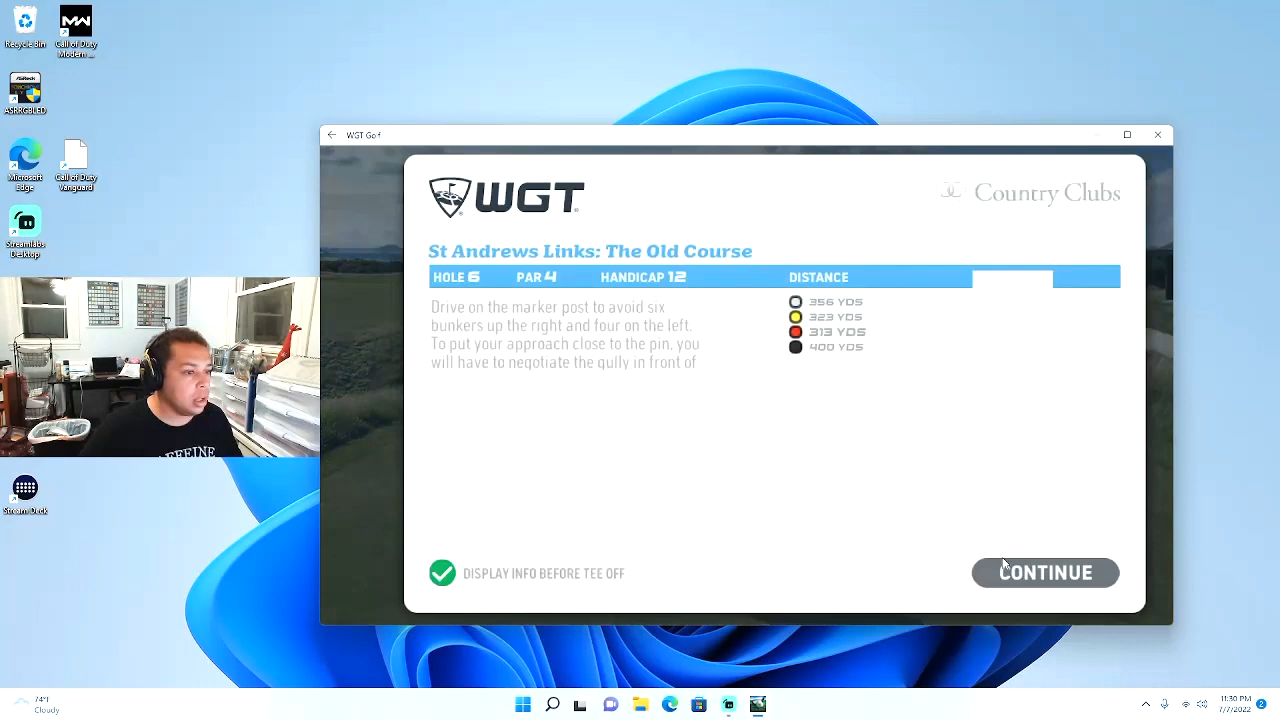 Recycle Bin
Call of Duty
Modern ...
MW
ASRRGBLED
Microsoft
Edge
Call of Duty
Vanguard
Streamlabs
Desktop
Stream Deck
CAFFEINE
WGT Golf
WGT
Country Clubs
St Andrews Links: The Old Course
HOLE 6 PAR 4 HANDICAP 12 DISTANCE
Drive on the marker post to avoid six
bunkers up the right and four on the left.
To put your approach close to the pin, you
will have to negotiate the gully in front of
356 YDS
323 YDS
313 YDS
400 YDS
DISPLAY INFO BEFORE TEE OFF
CONTINUE
74°F
Cloudy
11:30 PM
7/7/2022
2